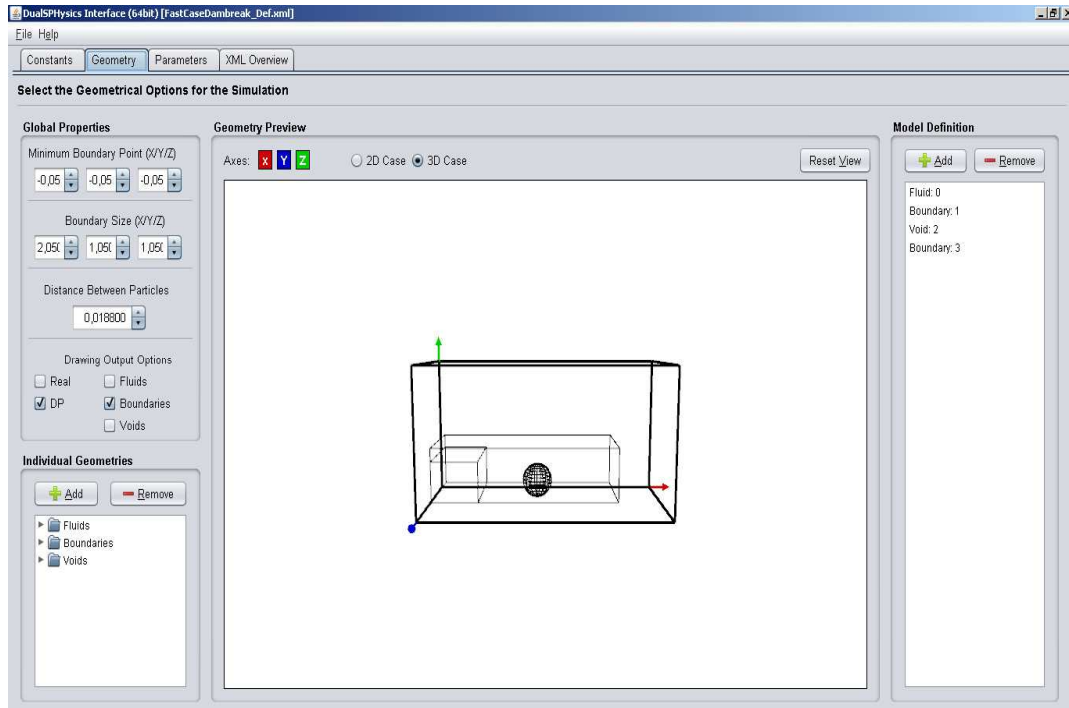 DualSPHysics Interface (64bit) [FastCaseDambreak_Def.xml]
File Help
Constants Geometry Parameters XML Overview
Select the Geometrical Options for the Simulation
Global Properties
Minimum Boundary Point (X/Y/Z)
-0,05 -0,05 -0,05
Boundary Size (X/Y/Z)
2,050 1,050 1,050
Distance Between Particles
0,018800
Drawing Output Options
Real Fluids
DP Boundaries
Voids
Individual Geometries
Add Remove
Fluids
Boundaries
Voids
Geometry Preview
Axes: X Y Z 2D Case 3D Case Reset View
Model Definition
Add Remove
Fluid: 0
Boundary: 1
Void: 2
Boundary: 3